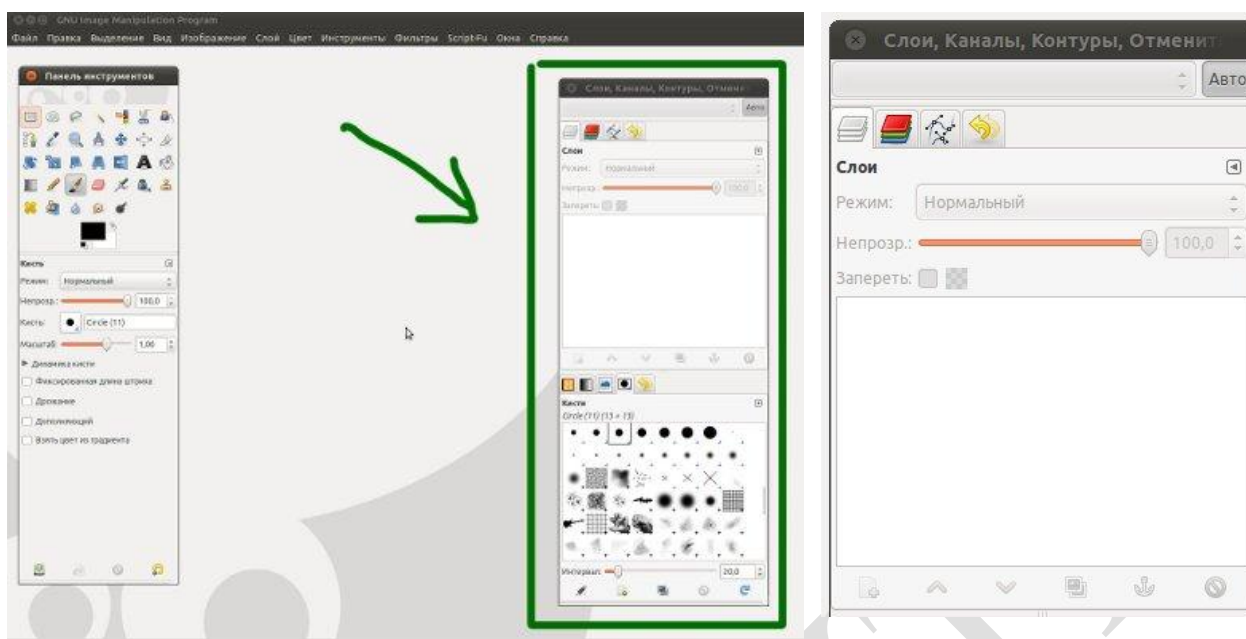 GNU Image Manipulation Program
Файл Правка Выделение Вид Изображение Слой Цвет Инструменты Фильтры Script-Fu Окна Справка
Панель инструментов
Кисть
Режим: Нормальный
Непрозр.: 100,0
Кисть: Circle (11)
Масштаб: 1,00
Динамика кисти
Фиксированная длина штриха
Дрожание
Дополняющий
Взять цвет из градиента
Слои, Каналы, Контуры, Отменит
Авто
Слои
Режим: Нормальный
Непрозр.: 100,0
Запереть:
Кисти
Circle (11) (13 × 13)
Интервал: 20,0
Слои, Каналы, Контуры, Отменит
Авто
Слои
Режим: Нормальный
Непрозр.: 100,0
Запереть: